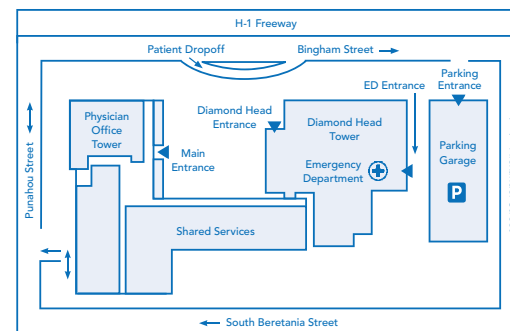 H-1 Freeway
Patient Dropoff
Bingham Street
ED Entrance
Parking
Entrance
Physician
Office
Tower
Diamond Head
Entrance
Diamond Head
Tower
Main
Entrance
Emergency
Department
Parking
Garage
P
Punahou Street
Shared Services
South Beretania Street